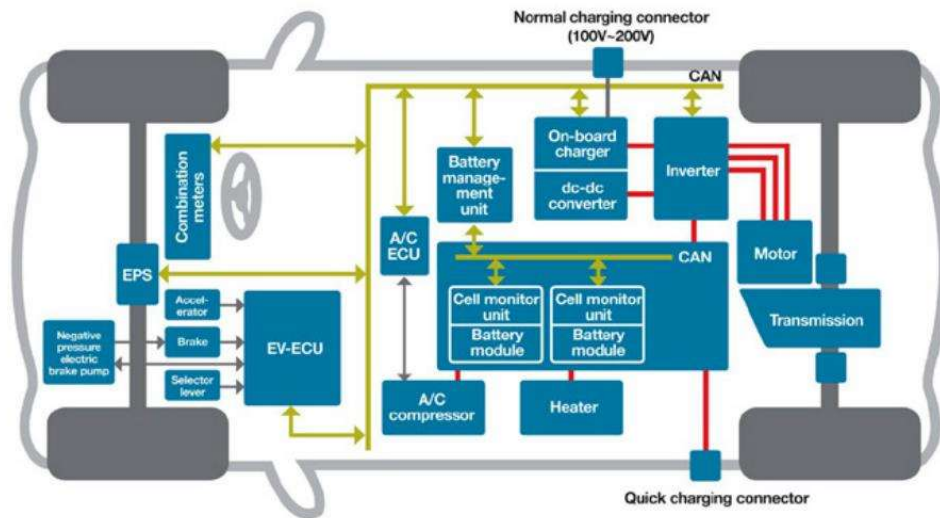 Normal charging connector
(100V~200V)
CAN
Combination
meters
Battery
manage-
ment
unit
On-board
charger
dc-dc
converter
Inverter
A/C
ECU
EPS
CAN
Motor
Cell monitor
unit
Battery
module
Cell monitor
unit
Battery
module
Accel-
erator
Negative
pressure
electric
brake pump
Brake
Selector
lever
EV-ECU
Transmission
A/C
compressor
Heater
Quick charging connector